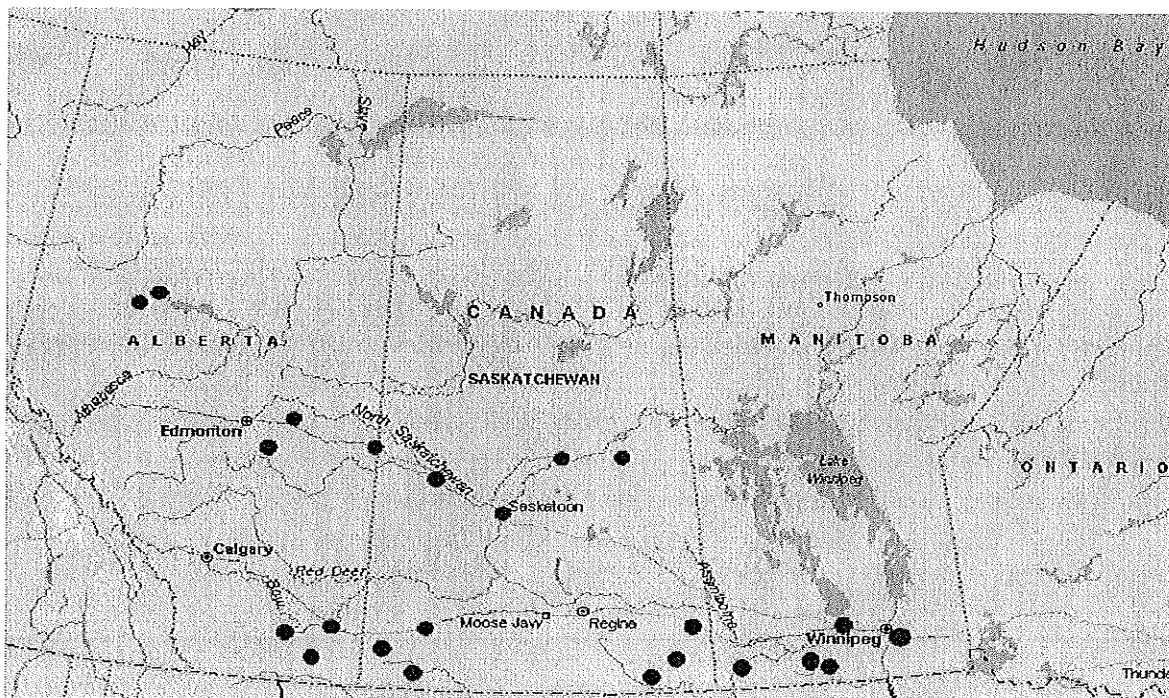 Hudson Bay
Hay
Slave
Peace
CANADA
Thompson
ALBERTA
MANITOBA
SASKATCHEWAN
Athabasca
North Saskatchewan
Edmonton
Lake
Winnipeg
ONTARIO
Saskatoon
Calgary
Red Deer
Bow
Assiniboine
Moose Jaw
Regina
Winnipeg
Thund